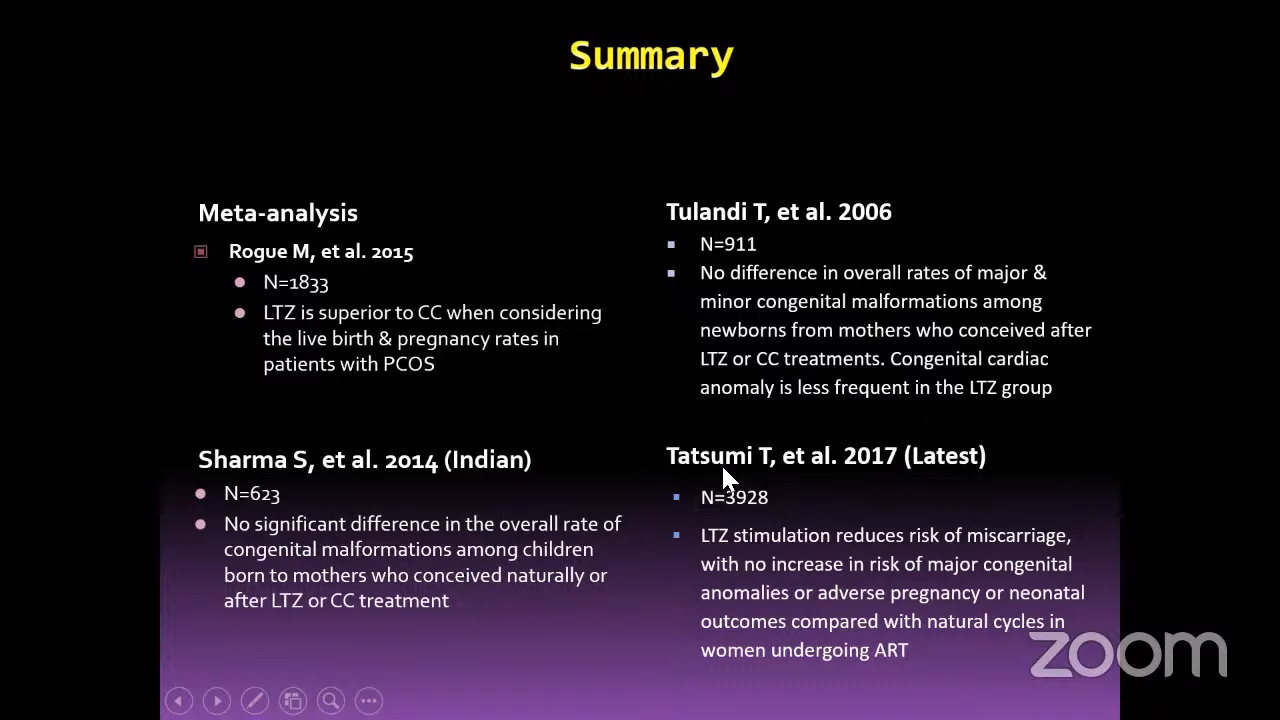 Summary
Meta-analysis
Rogue M, et al. 2015
N=1833
LTZ is superior to CC when considering
the live birth & pregnancy rates in
patients with PCOS
Tulandi T, et al. 2006
N=911
No difference in overall rates of major &
minor congenital malformations among
newborns from mothers who conceived after
LTZ or CC treatments. Congenital cardiac
anomaly is less frequent in the LTZ group
Sharma S, et al. 2014 (Indian)
N=623
No significant difference in the overall rate of
congenital malformations among children
born to mothers who conceived naturally or
after LTZ or CC treatment
Tatsumi T, et al. 2017 (Latest)
N=3928
LTZ stimulation reduces risk of miscarriage,
with no increase in risk of major congenital
anomalies or adverse pregnancy or neonatal
outcomes compared with natural cycles in
women undergoing ART
zoom